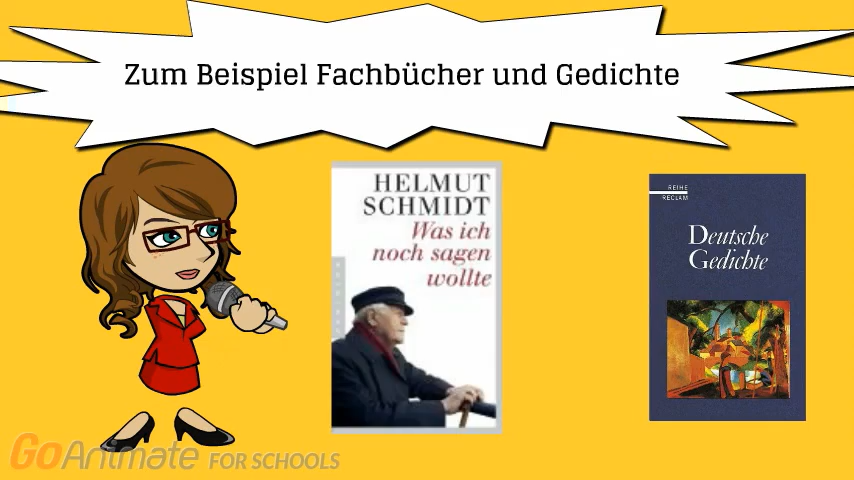 Zum Beispiel Fachbücher und Gedichte
HELMUT
SCHMIDT
Was ich
noch sagen
wollte
REIHE
RECLAM
Deutsche
Gedichte
GoAnimate FOR SCHOOLS